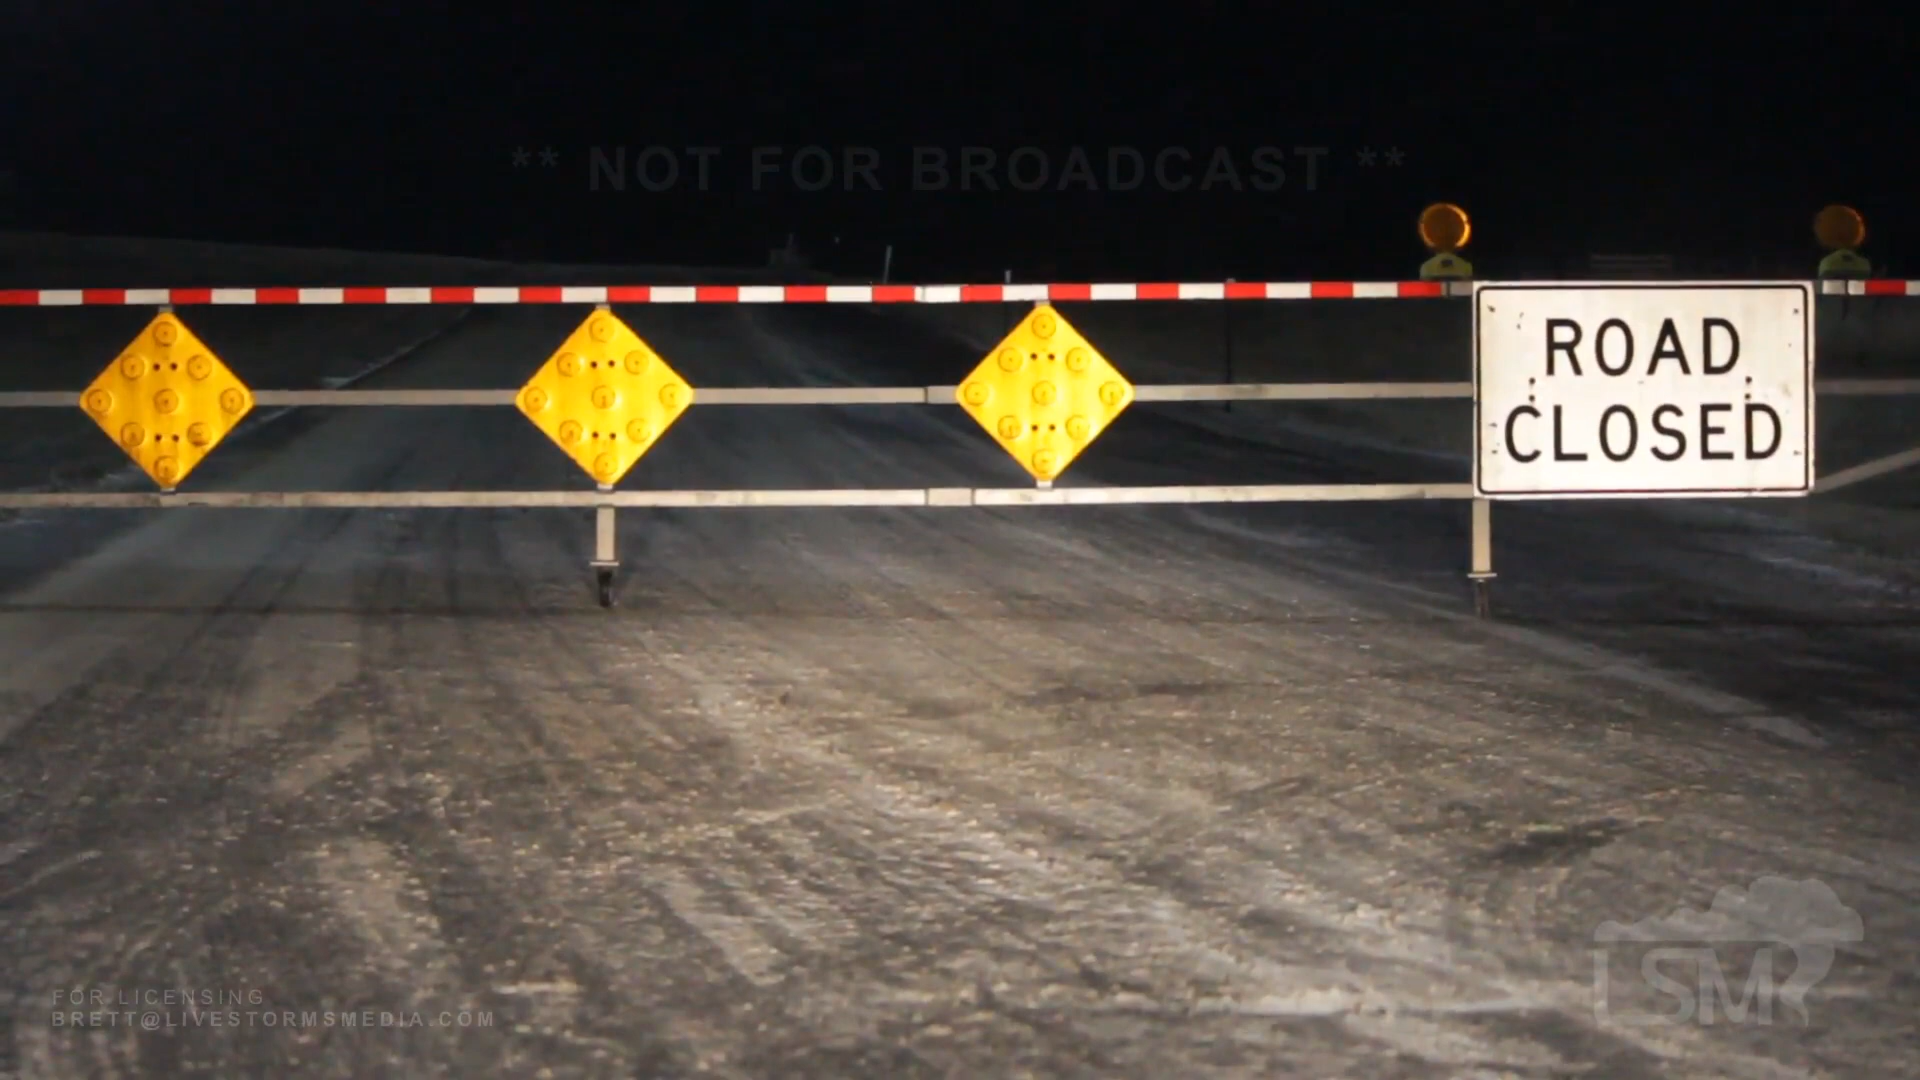 ** NOT FOR BROADCAST **
ROAD
CLOSED
FOR LICENSING
BRETT@LIVESTORMSMEDIA.COM
LSM